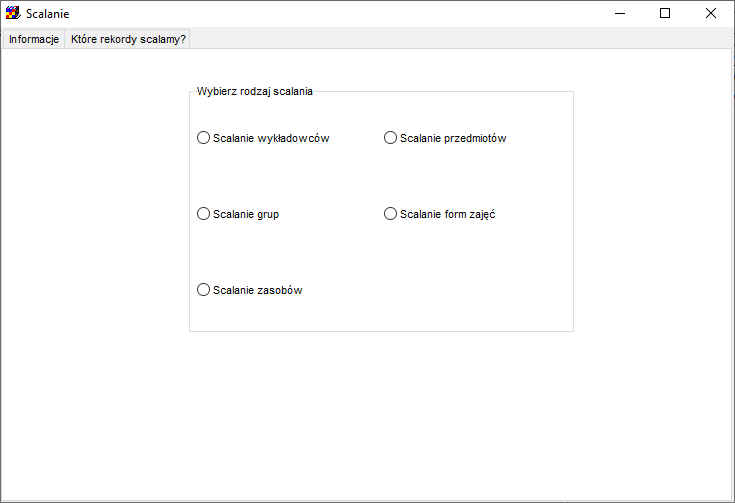 Scalanie
Informacje
Które rekordy scalamy?
Wybierz rodzaj scalania
Scalanie wykładowców
Scalanie przedmiotów
Scalanie grup
Scalanie form zajęć
Scalanie zasobów